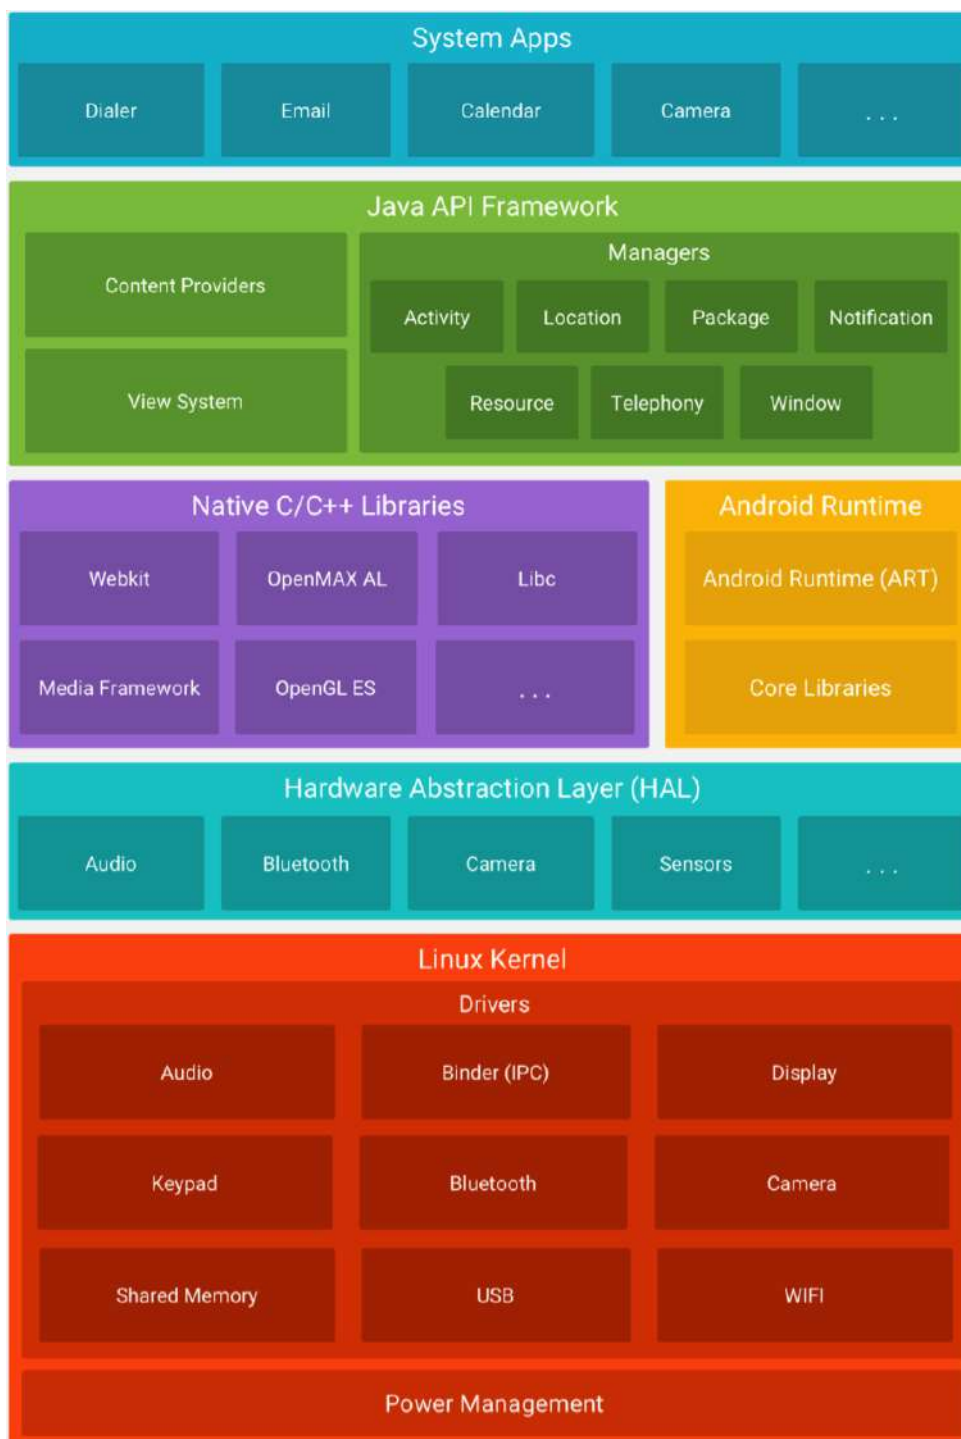 System Apps
Dialer
Email
Calendar
Camera
. . .
Java API Framework
Content Providers
View System
Managers
Activity
Location
Package
Notification
Resource
Telephony
Window
Native C/C++ Libraries
Webkit
OpenMAX AL
Libc
Media Framework
OpenGL ES
. . .
Android Runtime
Android Runtime (ART)
Core Libraries
Hardware Abstraction Layer (HAL)
Audio
Bluetooth
Camera
Sensors
. . .
Linux Kernel
Drivers
Audio
Binder (IPC)
Display
Keypad
Bluetooth
Camera
Shared Memory
USB
WIFI
Power Management